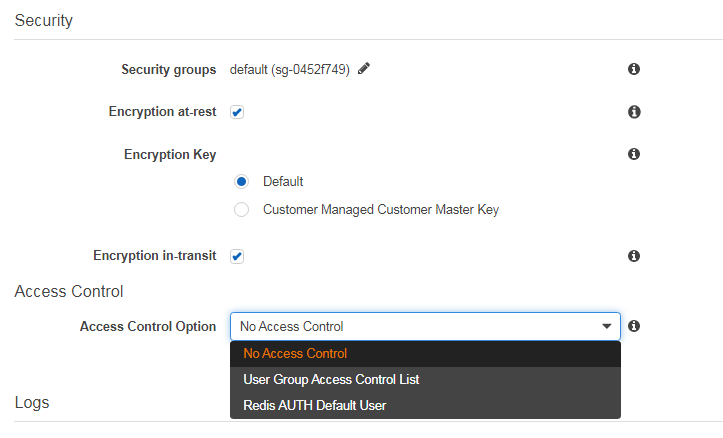 Security
Security groups default (sg-0452f749)
Encryption at-rest
Encryption Key
Default
Customer Managed Customer Master Key
Encryption in-transit
Access Control
Access Control Option No Access Control
No Access Control
User Group Access Control List
Redis AUTH Default User
Logs